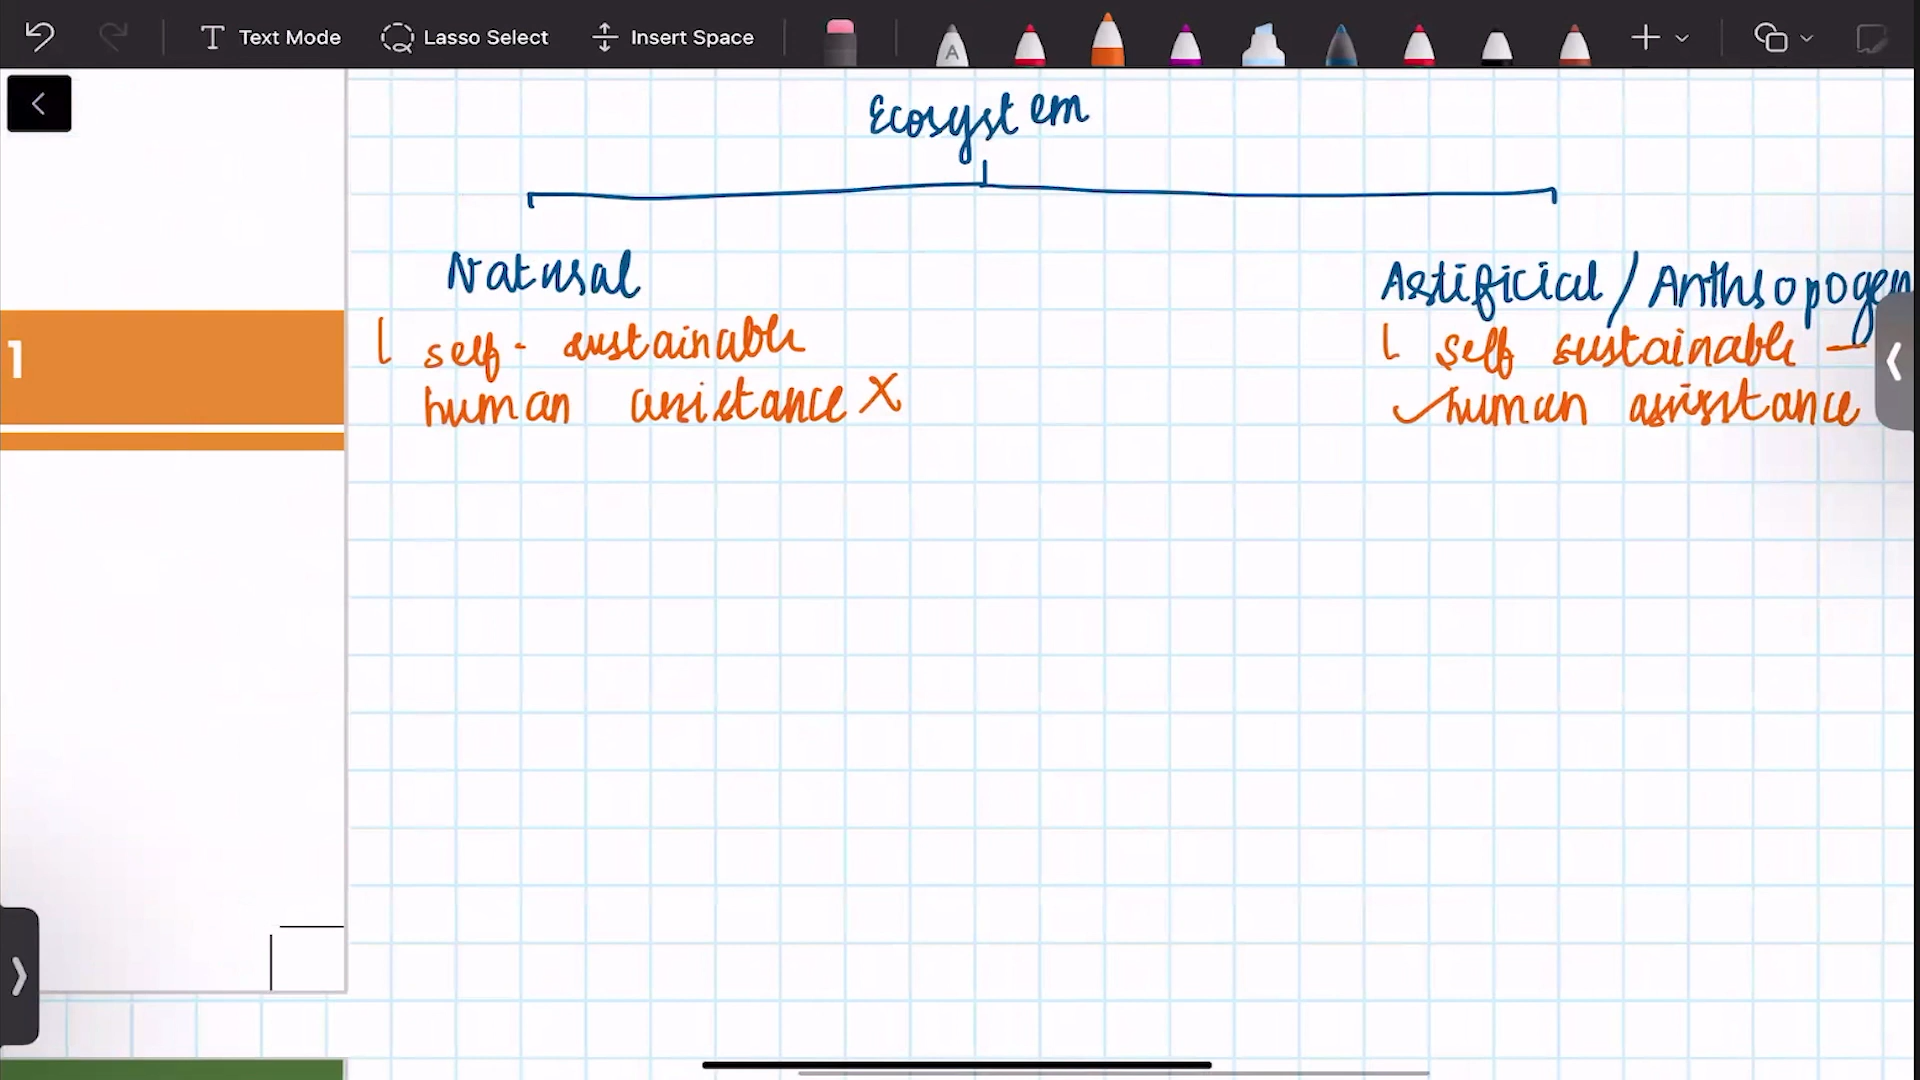 Text Mode Lasso Select Insert Space
A
Ecosystem
Natural
Artificial / Anthropogen
1
self-sustainable
self sustainable -
human assistance X
human assistance